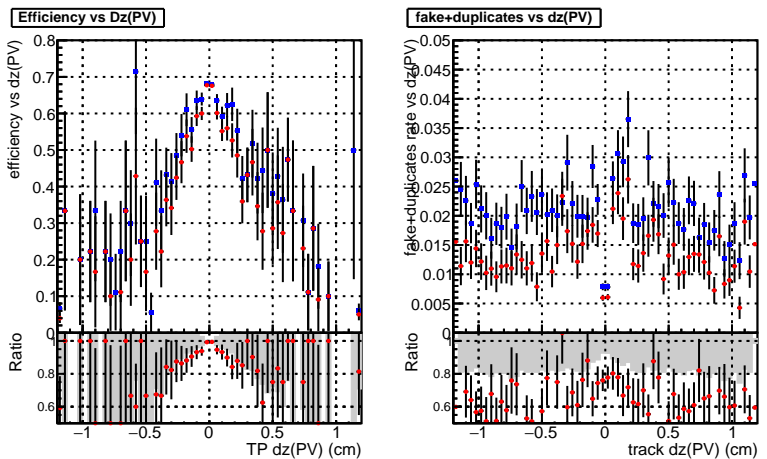 Efficiency vs Dz(PV)
efficiency vs dz(PV)
0.8
0.7
0.6
0.5
0.4
0.3
0.2
0.1
0
Ratio
1
0.8
0.6
−1 −0.5 0 0.5 1
TP dz(PV) (cm)
fake+duplicates vs dz(PV)
fake+duplicates rate vs dz(PV)
0.05
0.045
0.04
0.035
0.03
0.025
0.02
0.015
0.01
0.005
0
Ratio
1
0.8
0.6
−1 −0.5 0 0.5 1
track dz(PV) (cm)